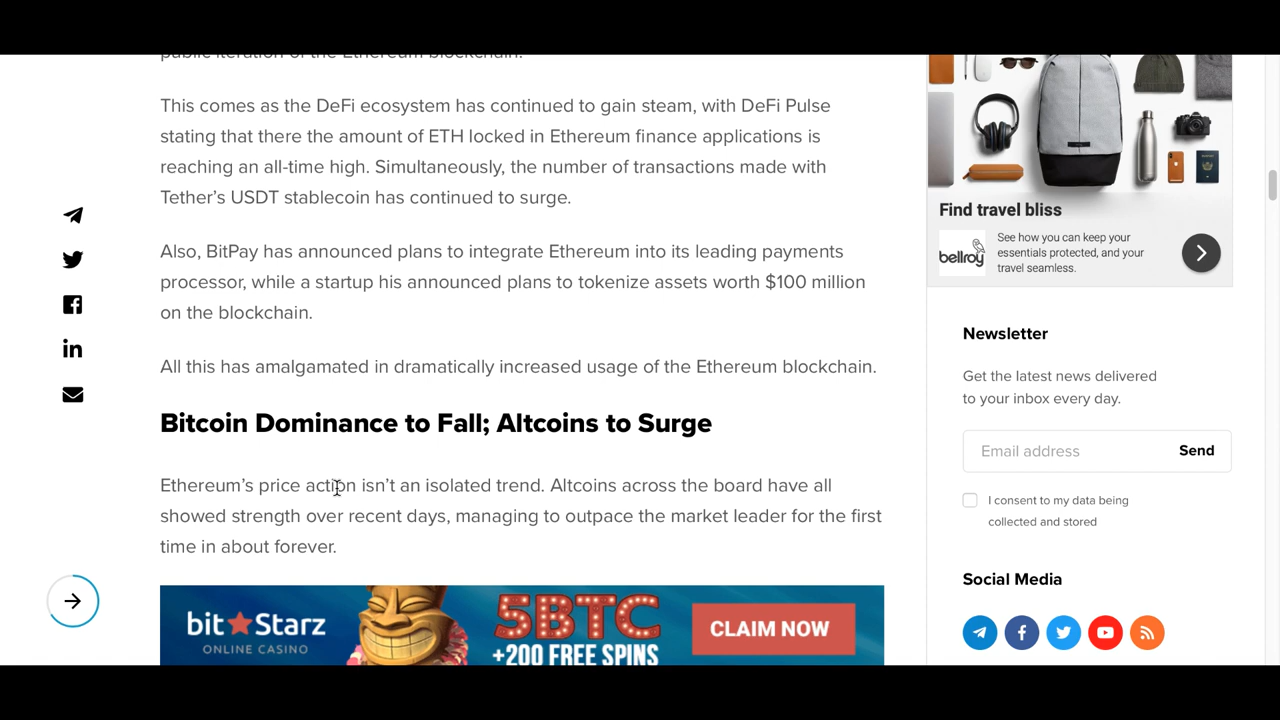 public iteration of the Ethereum blockchain.
This comes as the DeFi ecosystem has continued to gain steam, with DeFi Pulse
stating that there the amount of ETH locked in Ethereum finance applications is
reaching an all-time high. Simultaneously, the number of transactions made with
Tether’s USDT stablecoin has continued to surge.
Also, BitPay has announced plans to integrate Ethereum into its leading payments
processor, while a startup his announced plans to tokenize assets worth $100 million
on the blockchain.
All this has amalgamated in dramatically increased usage of the Ethereum blockchain.
Bitcoin Dominance to Fall; Altcoins to Surge
Ethereum’s price action isn’t an isolated trend. Altcoins across the board have all
showed strength over recent days, managing to outpace the market leader for the first
time in about forever.
bit Starz
ONLINE CASINO
5BTC
+200 FREE SPINS
CLAIM NOW
Find travel bliss
bellroy
See how you can keep your
essentials protected, and your
travel seamless.
Newsletter
Get the latest news delivered
to your inbox every day.
Email address
Send
I consent to my data being
collected and stored
Social Media